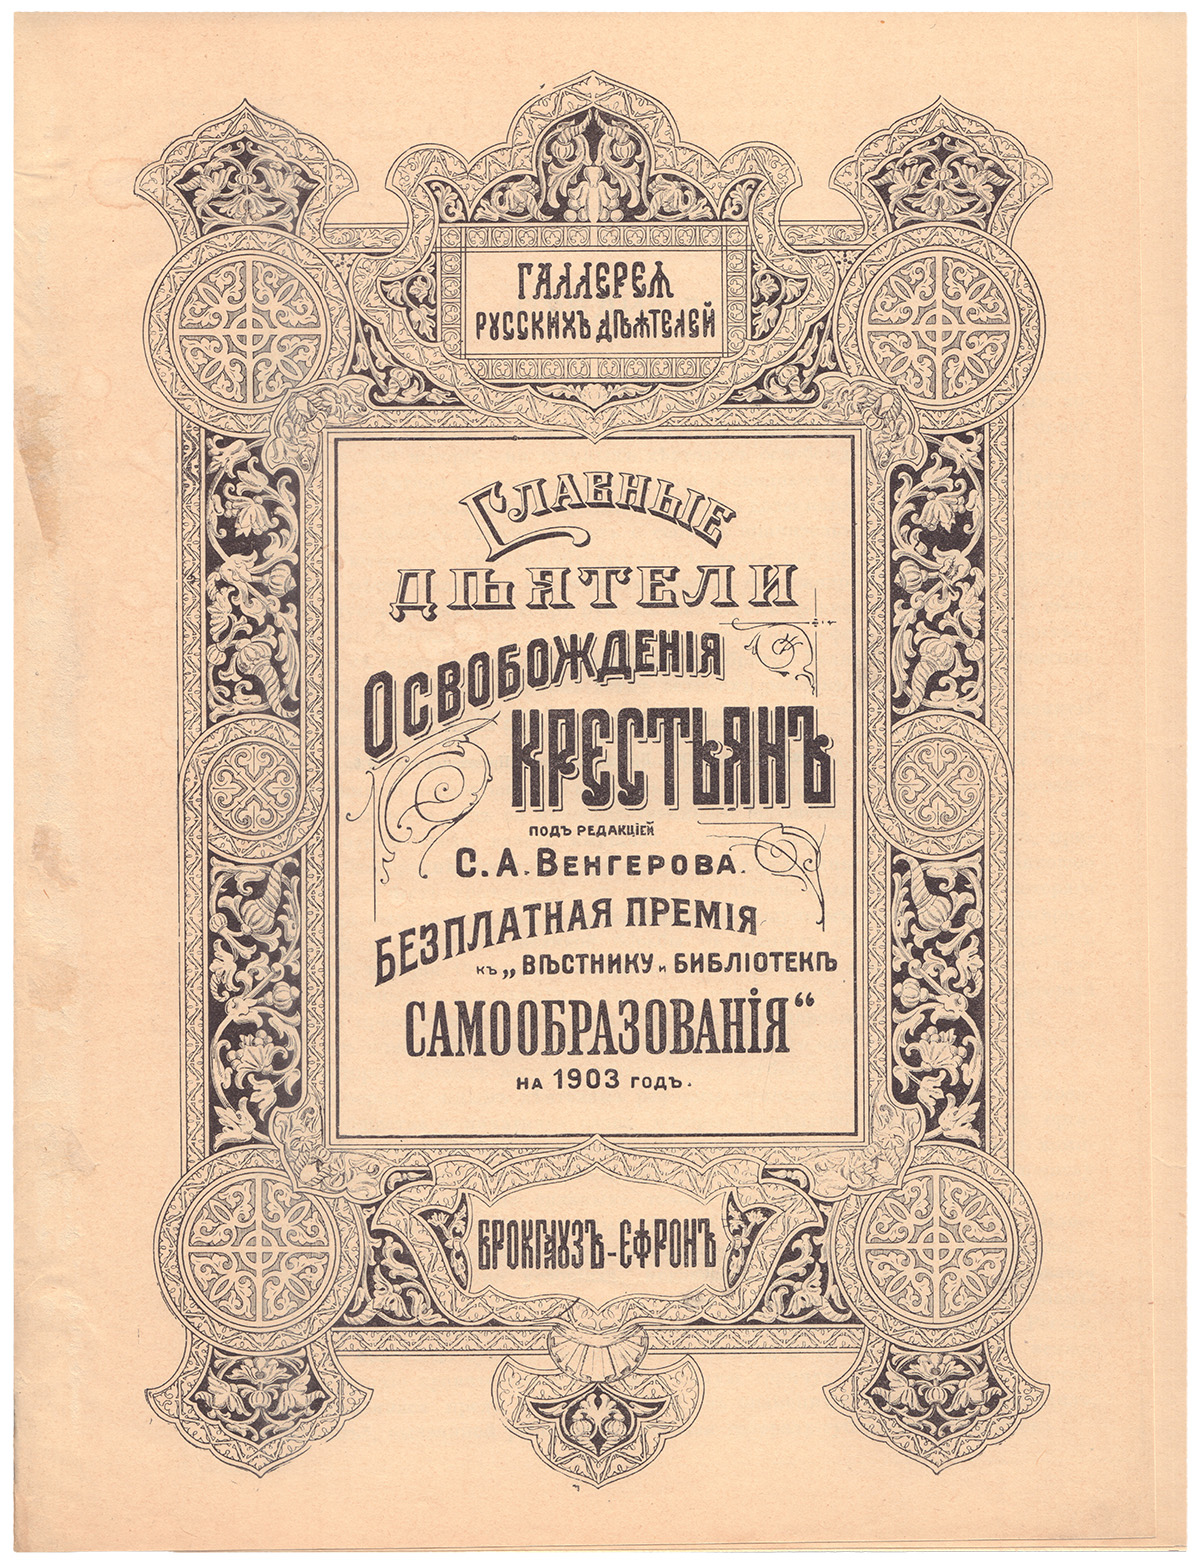 ГАЛЛЕРЕЯ
РУССКИХЪ ДѢЯТЕЛЕЙ
ГЛАВНЫЕ
ДѢЯТЕЛИ
ОСВОБОЖДЕНІЯ
КРЕСТЬЯНЪ
ПОДЪ РЕДАКЦІЕЙ
С. А. ВЕНГЕРОВА.
БЕЗПЛАТНАЯ ПРЕМІЯ
КЪ „ВѢСТНИКУ И БИБЛІОТЕКѢ
САМООБРАЗОВАНІЯ“
НА 1903 ГОДЪ.
БРОКГАУЗЪ-ЕФРОНЪ